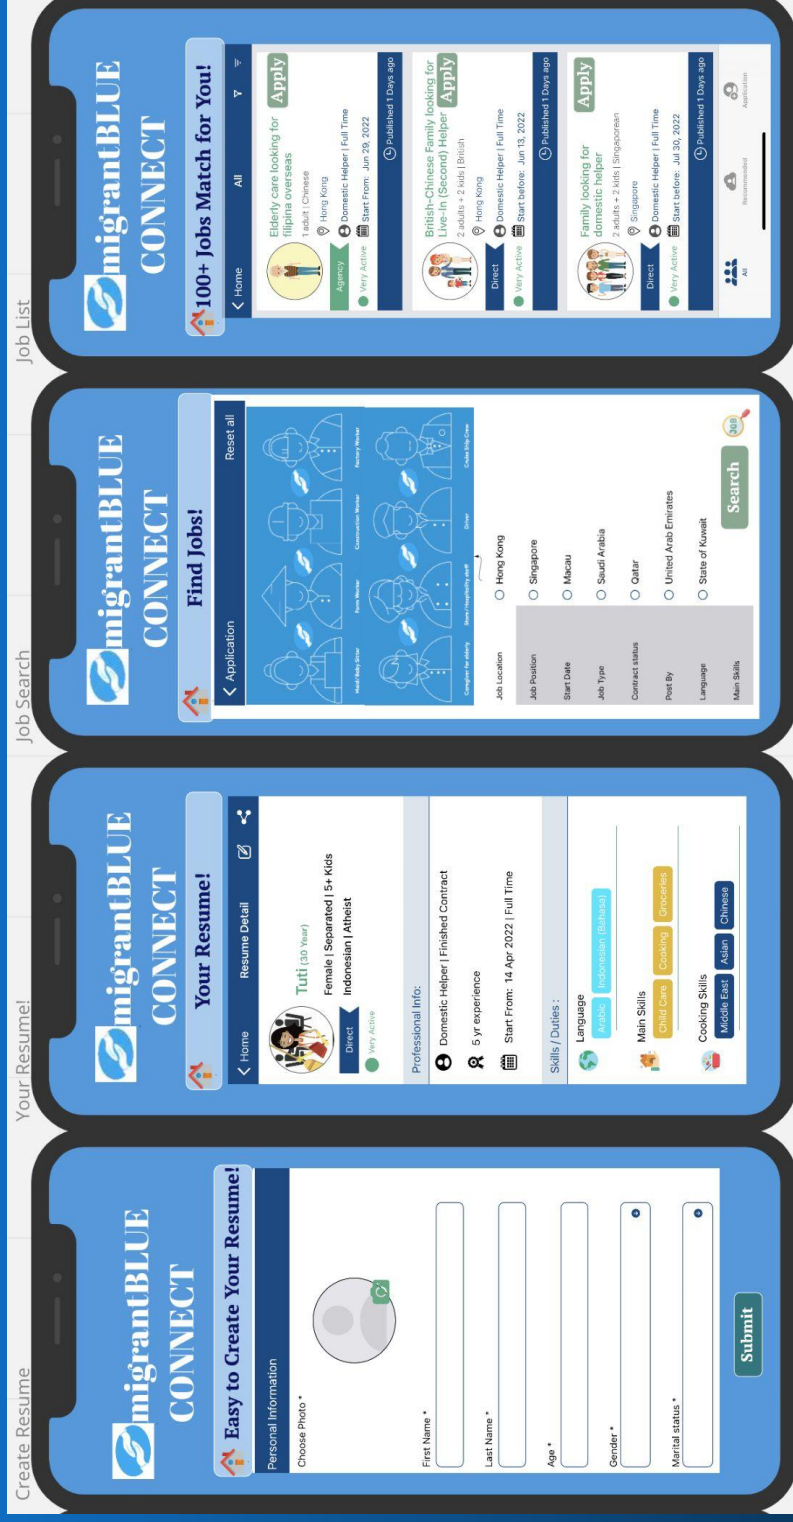 Create Resume
migrantBLUE
CONNECT
Easy to Create Your Resume!
Personal Information
Choose Photo *
First Name *
Last Name *
Age *
Gender *
Marital status *
Submit
Your Resume!
migrantBLUE
CONNECT
Your Resume!
Home
Resume Detail
Tuti (30 Year)
Female | Separated | 5+ Kids
Indonesian | Atheist
Direct
Very Active
Professional Info:
Domestic Helper | Finished Contract
5 yr experience
Start From: 14 Apr 2022 | Full Time
Skills / Duties :
Language
Arabic Indonesian (Bahasa)
Main Skills
Child Care Cooking Groceries
Cooking Skills
Middle East Asian Chinese
Job Search
migrantBLUE
CONNECT
Find Jobs!
Application Reset all
Maid/Baby Sitter Farm Worker Construction Worker Factory Worker
Caregiver for elderly Store/Hospitality staff Driver Cruise Ship Crew
Job Location Hong Kong
Job Position Singapore
Start Date Macau
Job Type Saudi Arabia
Contract status Qatar
Post By United Arab Emirates
Language State of Kuwait
Main Skills
Search
JOB
Job List
migrantBLUE
CONNECT
100+ Jobs Match for You!
Home All
Elderly care looking for
filipina overseas
Apply
1 adult | Chinese
Hong Kong
Agency
Domestic Helper | Full Time
Very Active
Start From: Jun 29, 2022
Published 1 Days ago
British-Chinese Family looking for
Live-In (Second) Helper
Apply
2 adults + 2 kids | British
Hong Kong
Direct
Domestic Helper | Full Time
Very Active
Start before: Jun 13, 2022
Published 1 Days ago
Family looking for
domestic helper
Apply
2 adults + 2 kids | Singaporean
Singapore
Direct
Domestic Helper | Full Time
Very Active
Start before: Jul 30, 2022
Published 1 Days ago
All Recommended Application